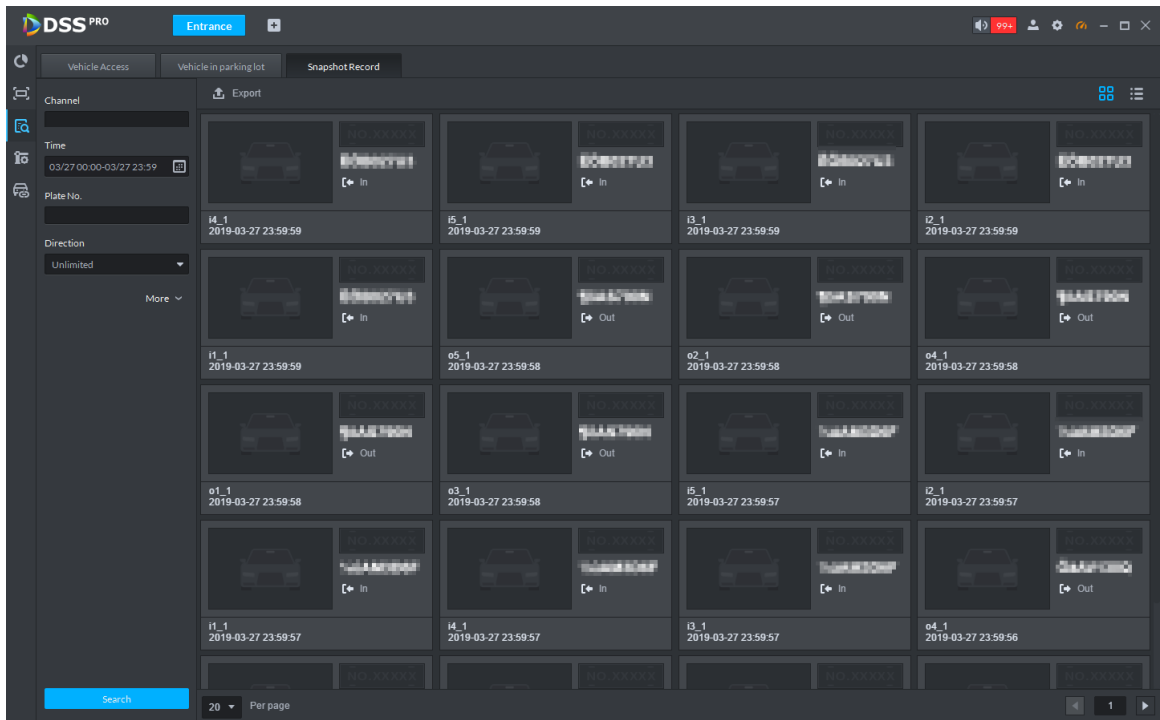 DSS PRO
Entrance
99+
Vehicle Access
Vehicle in parking lot
Snapshot Record
Channel
Time
03/27 00:00-03/27 23:59
Plate No.
Direction
Unlimited
More
Search
Export
NO.XXXXX
In
i4_1
2019-03-27 23:59:59
NO.XXXXX
In
i5_1
2019-03-27 23:59:59
NO.XXXXX
In
i3_1
2019-03-27 23:59:59
NO.XXXXX
In
i2_1
2019-03-27 23:59:59
NO.XXXXX
In
i1_1
2019-03-27 23:59:59
NO.XXXXX
Out
o5_1
2019-03-27 23:59:58
NO.XXXXX
Out
o2_1
2019-03-27 23:59:58
NO.XXXXX
Out
o4_1
2019-03-27 23:59:58
NO.XXXXX
Out
o1_1
2019-03-27 23:59:58
NO.XXXXX
Out
o3_1
2019-03-27 23:59:58
NO.XXXXX
In
i5_1
2019-03-27 23:59:57
NO.XXXXX
In
i2_1
2019-03-27 23:59:57
NO.XXXXX
In
i1_1
2019-03-27 23:59:57
NO.XXXXX
In
i4_1
2019-03-27 23:59:57
NO.XXXXX
In
i3_1
2019-03-27 23:59:57
NO.XXXXX
Out
o4_1
2019-03-27 23:59:56
NO.XXXXX
NO.XXXXX
NO.XXXXX
NO.XXXXX
20
Per page
1